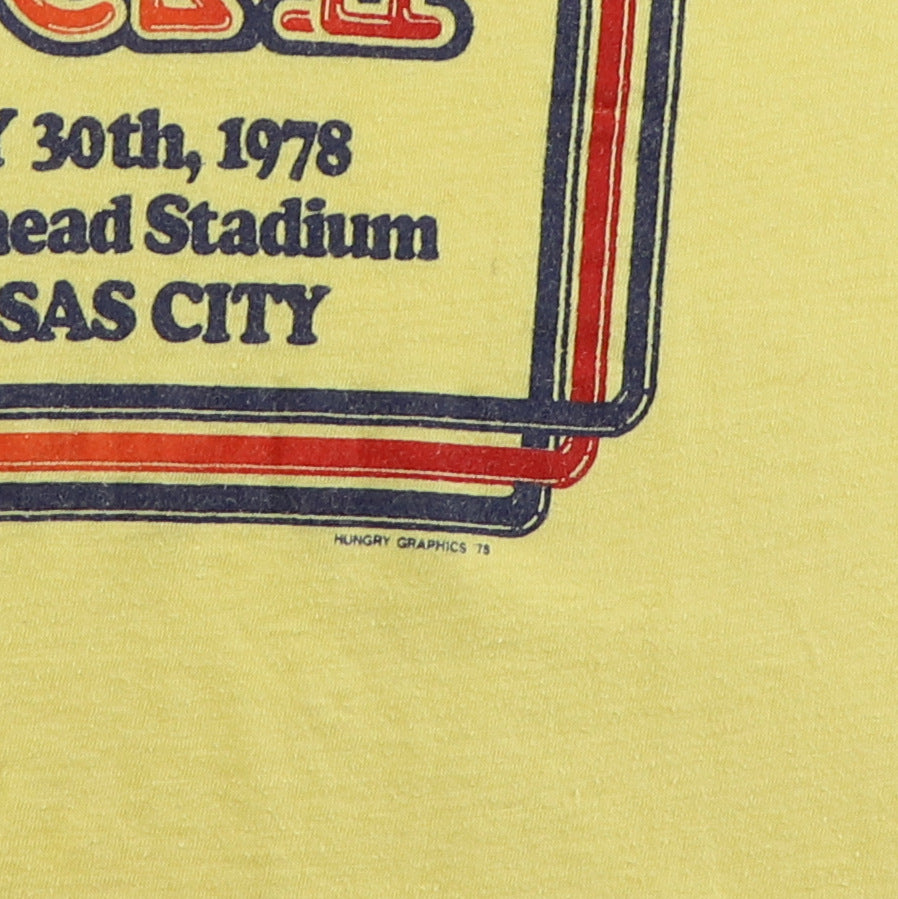 Y 30th, 1978
head Stadium
SAS CITY
HUNGRY GRAPHICS '78